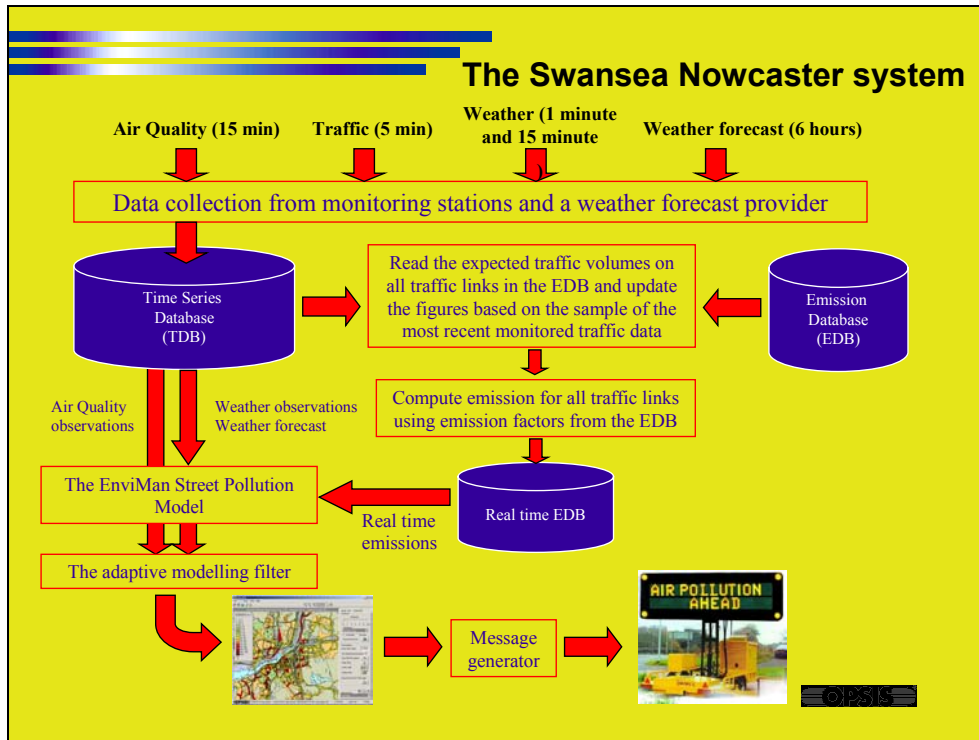 The Swansea Nowcaster system
Air Quality (15 min)
Traffic (5 min)
Weather (1 minute
and 15 minute
)
Weather forecast (6 hours)
Data collection from monitoring stations and a weather forecast provider
Time Series
Database
(TDB)
Read the expected traffic volumes on
all traffic links in the EDB and update
the figures based on the sample of the
most recent monitored traffic data
Emission
Database
(EDB)
Air Quality
observations
Weather observations
Weather forecast
Compute emission for all traffic links
using emission factors from the EDB
The EnviMan Street Pollution
Model
Real time
emissions
Real time EDB
The adaptive modelling filter
Message
generator
AIR POLLUTION
AHEAD
OPSIS